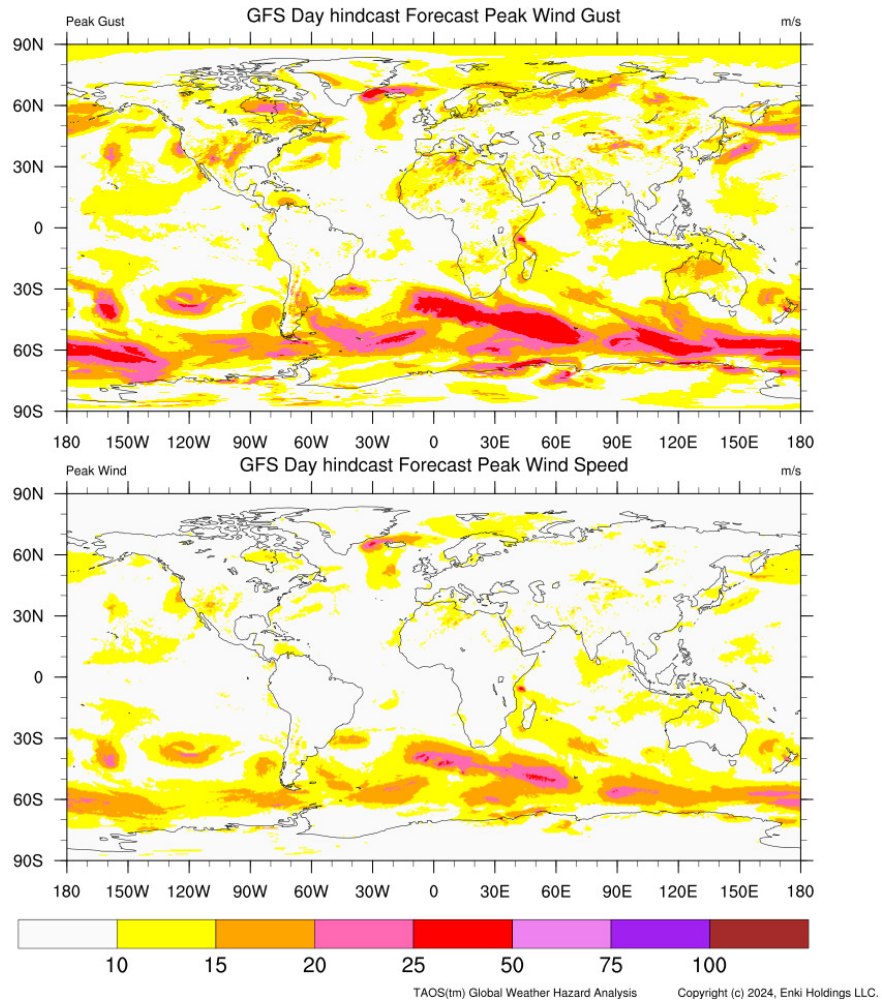 GFS Day hindcast Forecast Peak Wind Gust
Peak Gust m/s
90N
60N
30N
0
30S
60S
90S
180 150W 120W 90W 60W 30W 0 30E 60E 90E 120E 150E 180
GFS Day hindcast Forecast Peak Wind Speed
Peak Wind m/s
90N
60N
30N
0
30S
60S
90S
180 150W 120W 90W 60W 30W 0 30E 60E 90E 120E 150E 180
10 15 20 25 50 75 100
TAOS(tm) Global Weather Hazard Analysis Copyright (c) 2024, Enki Holdings LLC.